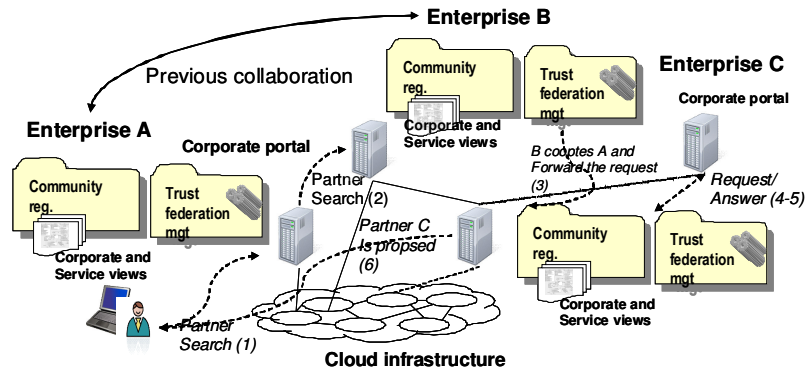 Enterprise B
Previous collaboration
Community
reg.
Corporate and
Service views
Trust
federation
mgt
Enterprise C
Corporate portal
Enterprise A
Corporate portal
Community
reg.
Corporate and
Service views
Trust
federation
mgt
Partner
Search (2)
B cooptes A and
Forward the request
(3)
Request/
Answer (4-5)
Partner C
Is propsed
(6)
Community
reg.
Corporate and
Service views
Trust
federation
mgt
Partner
Search (1)
Cloud infrastructure